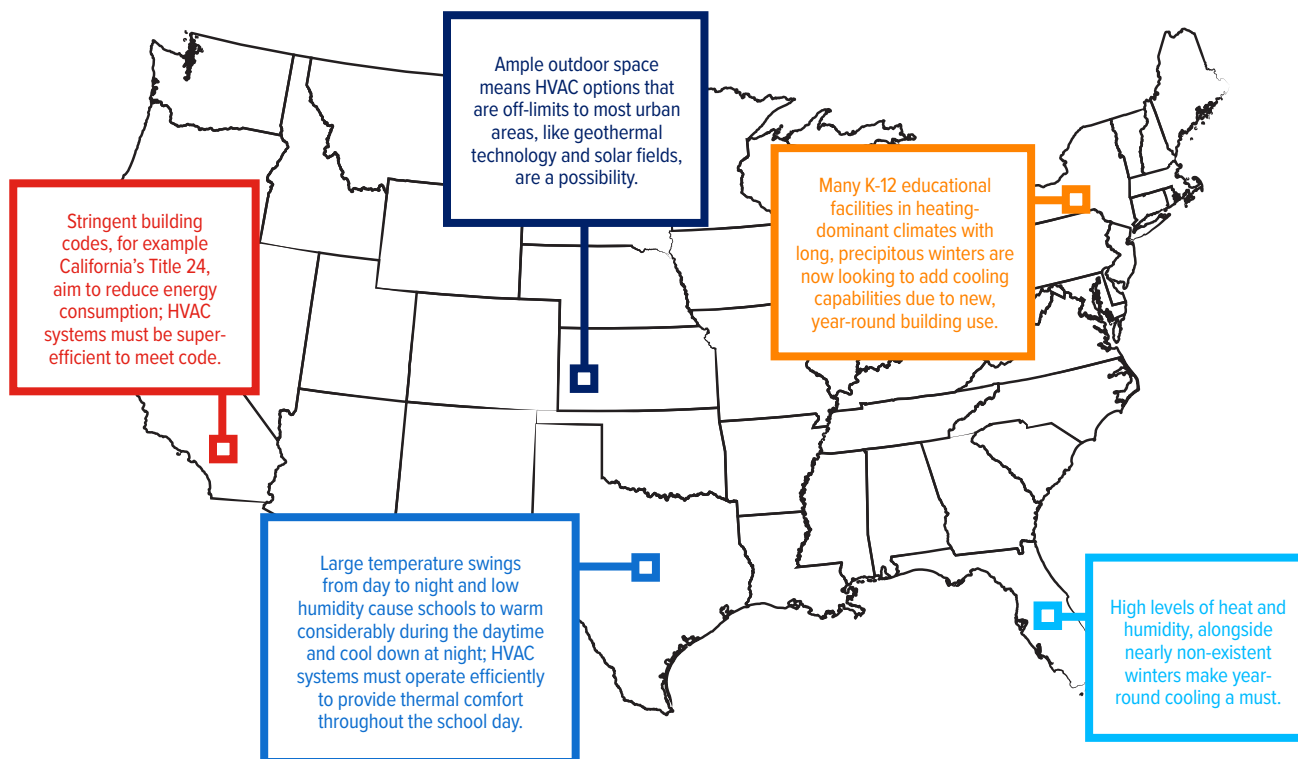 Ample outdoor space
means HVAC options that
are off-limits to most urban
areas, like geothermal
technology and solar fields,
are a possibility.
Many K-12 educational
facilities in heating-
dominant climates with
long, precipitous winters are
now looking to add cooling
capabilities due to new,
year-round building use.
Stringent building
codes, for example
California’s Title 24,
aim to reduce energy
consumption; HVAC
systems must be super-
efficient to meet code.
Large temperature swings
from day to night and low
humidity cause schools to warm
considerably during the daytime
and cool down at night; HVAC
systems must operate efficiently
to provide thermal comfort
throughout the school day.
High levels of heat and
humidity, alongside
nearly non-existent
winters make year-
round cooling a must.